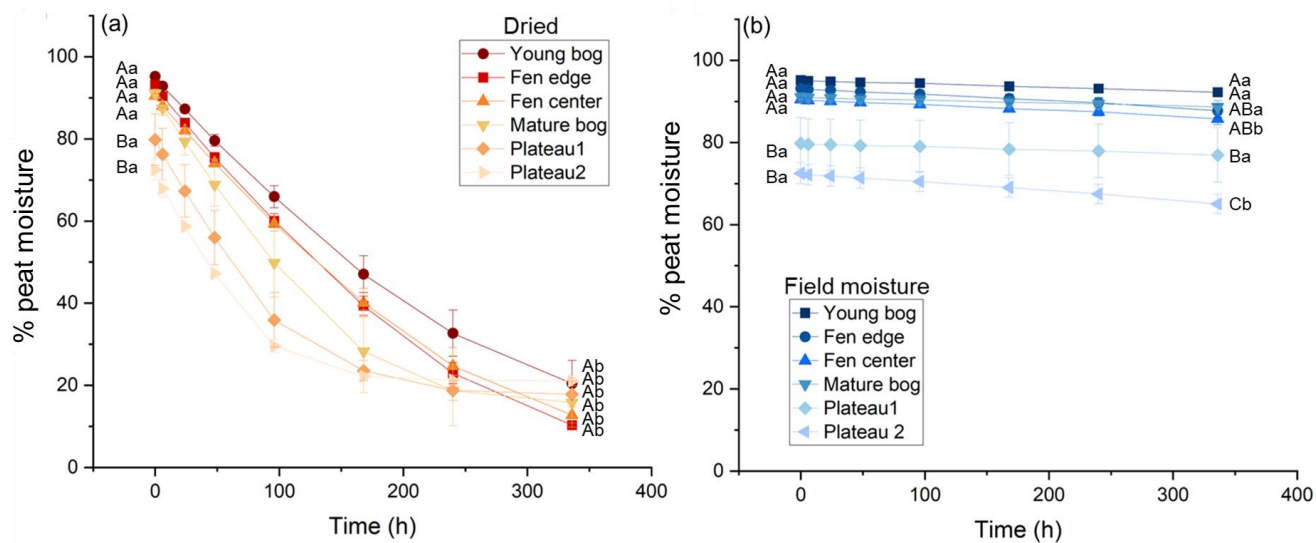 (a)
Dried
Young bog
Fen edge
Fen center
Mature bog
Plateau1
Plateau2
100
80
60
40
20
0
% peat moisture
Aa
Aa
Aa
Aa
Ba
Ba
Ab
Ab
Ab
Ab
Ab
Ab
0
100
200
300
400
Time (h)
(b)
100
80
60
40
20
0
% peat moisture
Aa
Aa
Aa
Aa
Ba
Ba
Aa
Aa
ABa
ABb
Ba
Cb
Field moisture
Young bog
Fen edge
Fen center
Mature bog
Plateau1
Plateau 2
0
100
200
300
400
Time (h)